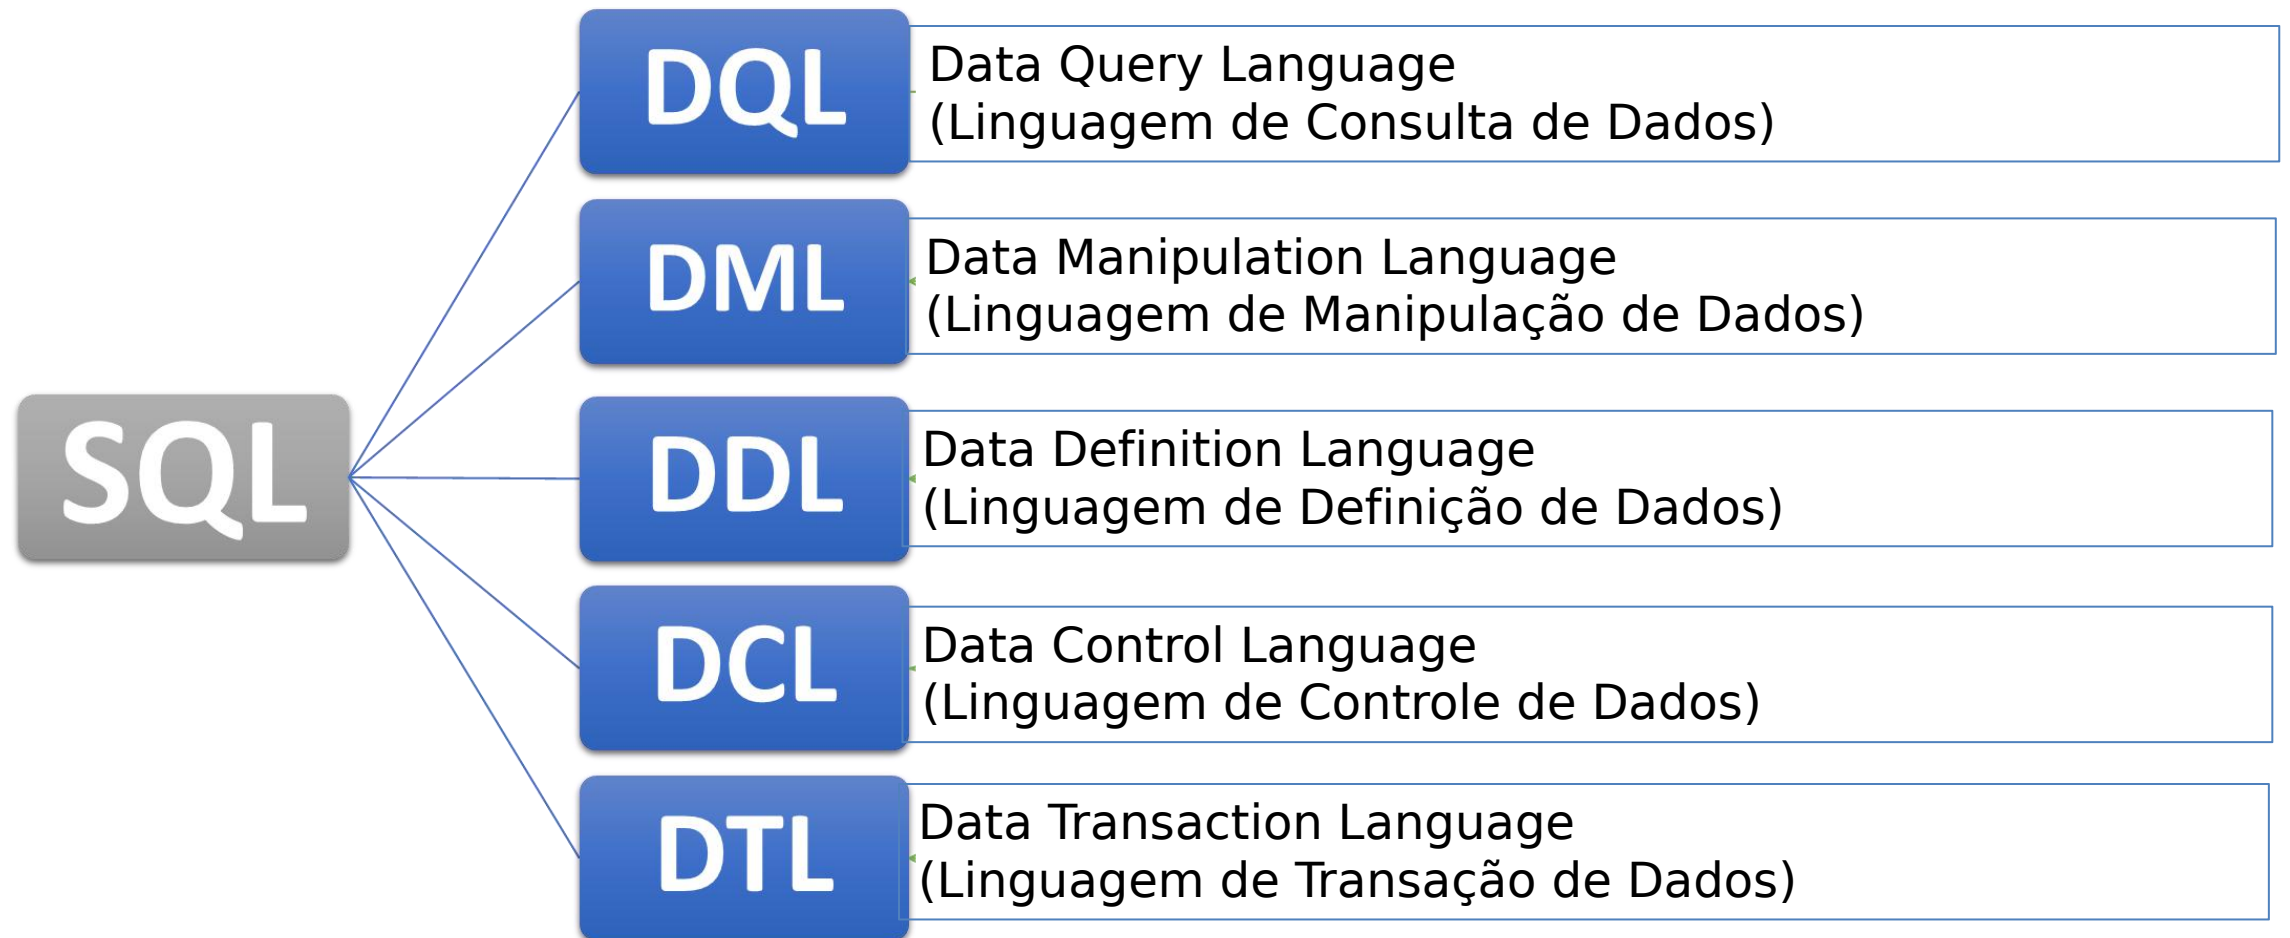 SQL
DQL
Data Query Language
(Linguagem de Consulta de Dados)
DML
Data Manipulation Language
(Linguagem de Manipulação de Dados)
DDL
Data Definition Language
(Linguagem de Definição de Dados)
DCL
Data Control Language
(Linguagem de Controle de Dados)
DTL
Data Transaction Language
(Linguagem de Transação de Dados)